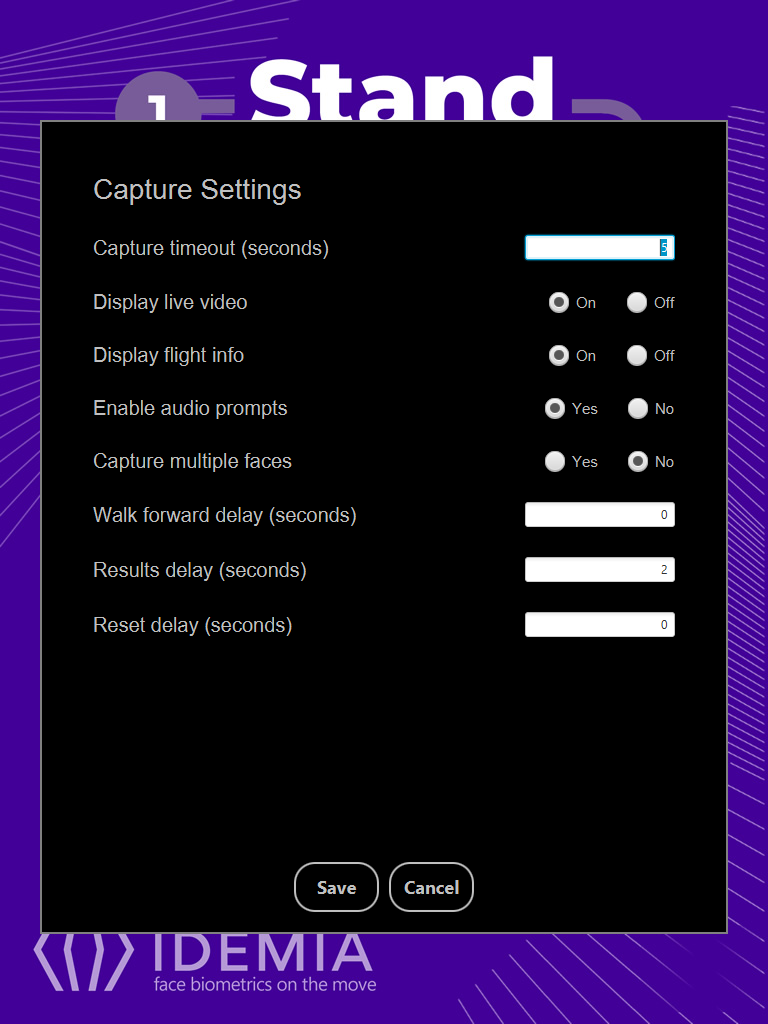 1 Stand
Capture Settings
Capture timeout (seconds) 5
Display live video On Off
Display flight info On Off
Enable audio prompts Yes No
Capture multiple faces Yes No
Walk forward delay (seconds) 0
Results delay (seconds) 2
Reset delay (seconds) 0
Save Cancel
IDEMIA
face biometrics on the move